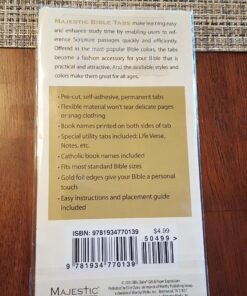 MAJESTIC BIBLE TABS make learning easy
and enhance study time by enabling users to ref-
erence Scripture passages quickly and efficiently.
Offered in the most popular Bible colors, the tabs
become a fashion accessory for your Bible that is
practical and attractive. And the available styles and
colors make them great for all ages.
• Pre-cut, self-adhesive, permanent tabs
• Flexible material won't tear delicate pages
or snag clothing
• Book names printed on both sides of tab
• Special utility tabs included: Life Verse,
Notes, etc.
• Catholic book names included
• Fits most standard Bible sizes
• Gold foil edges give your Bible a personal
touch
• Easy instructions and placement guide
included
ISBN: 9781934770139
$4.99
50499>
9 781934 770139
MAJESTIC